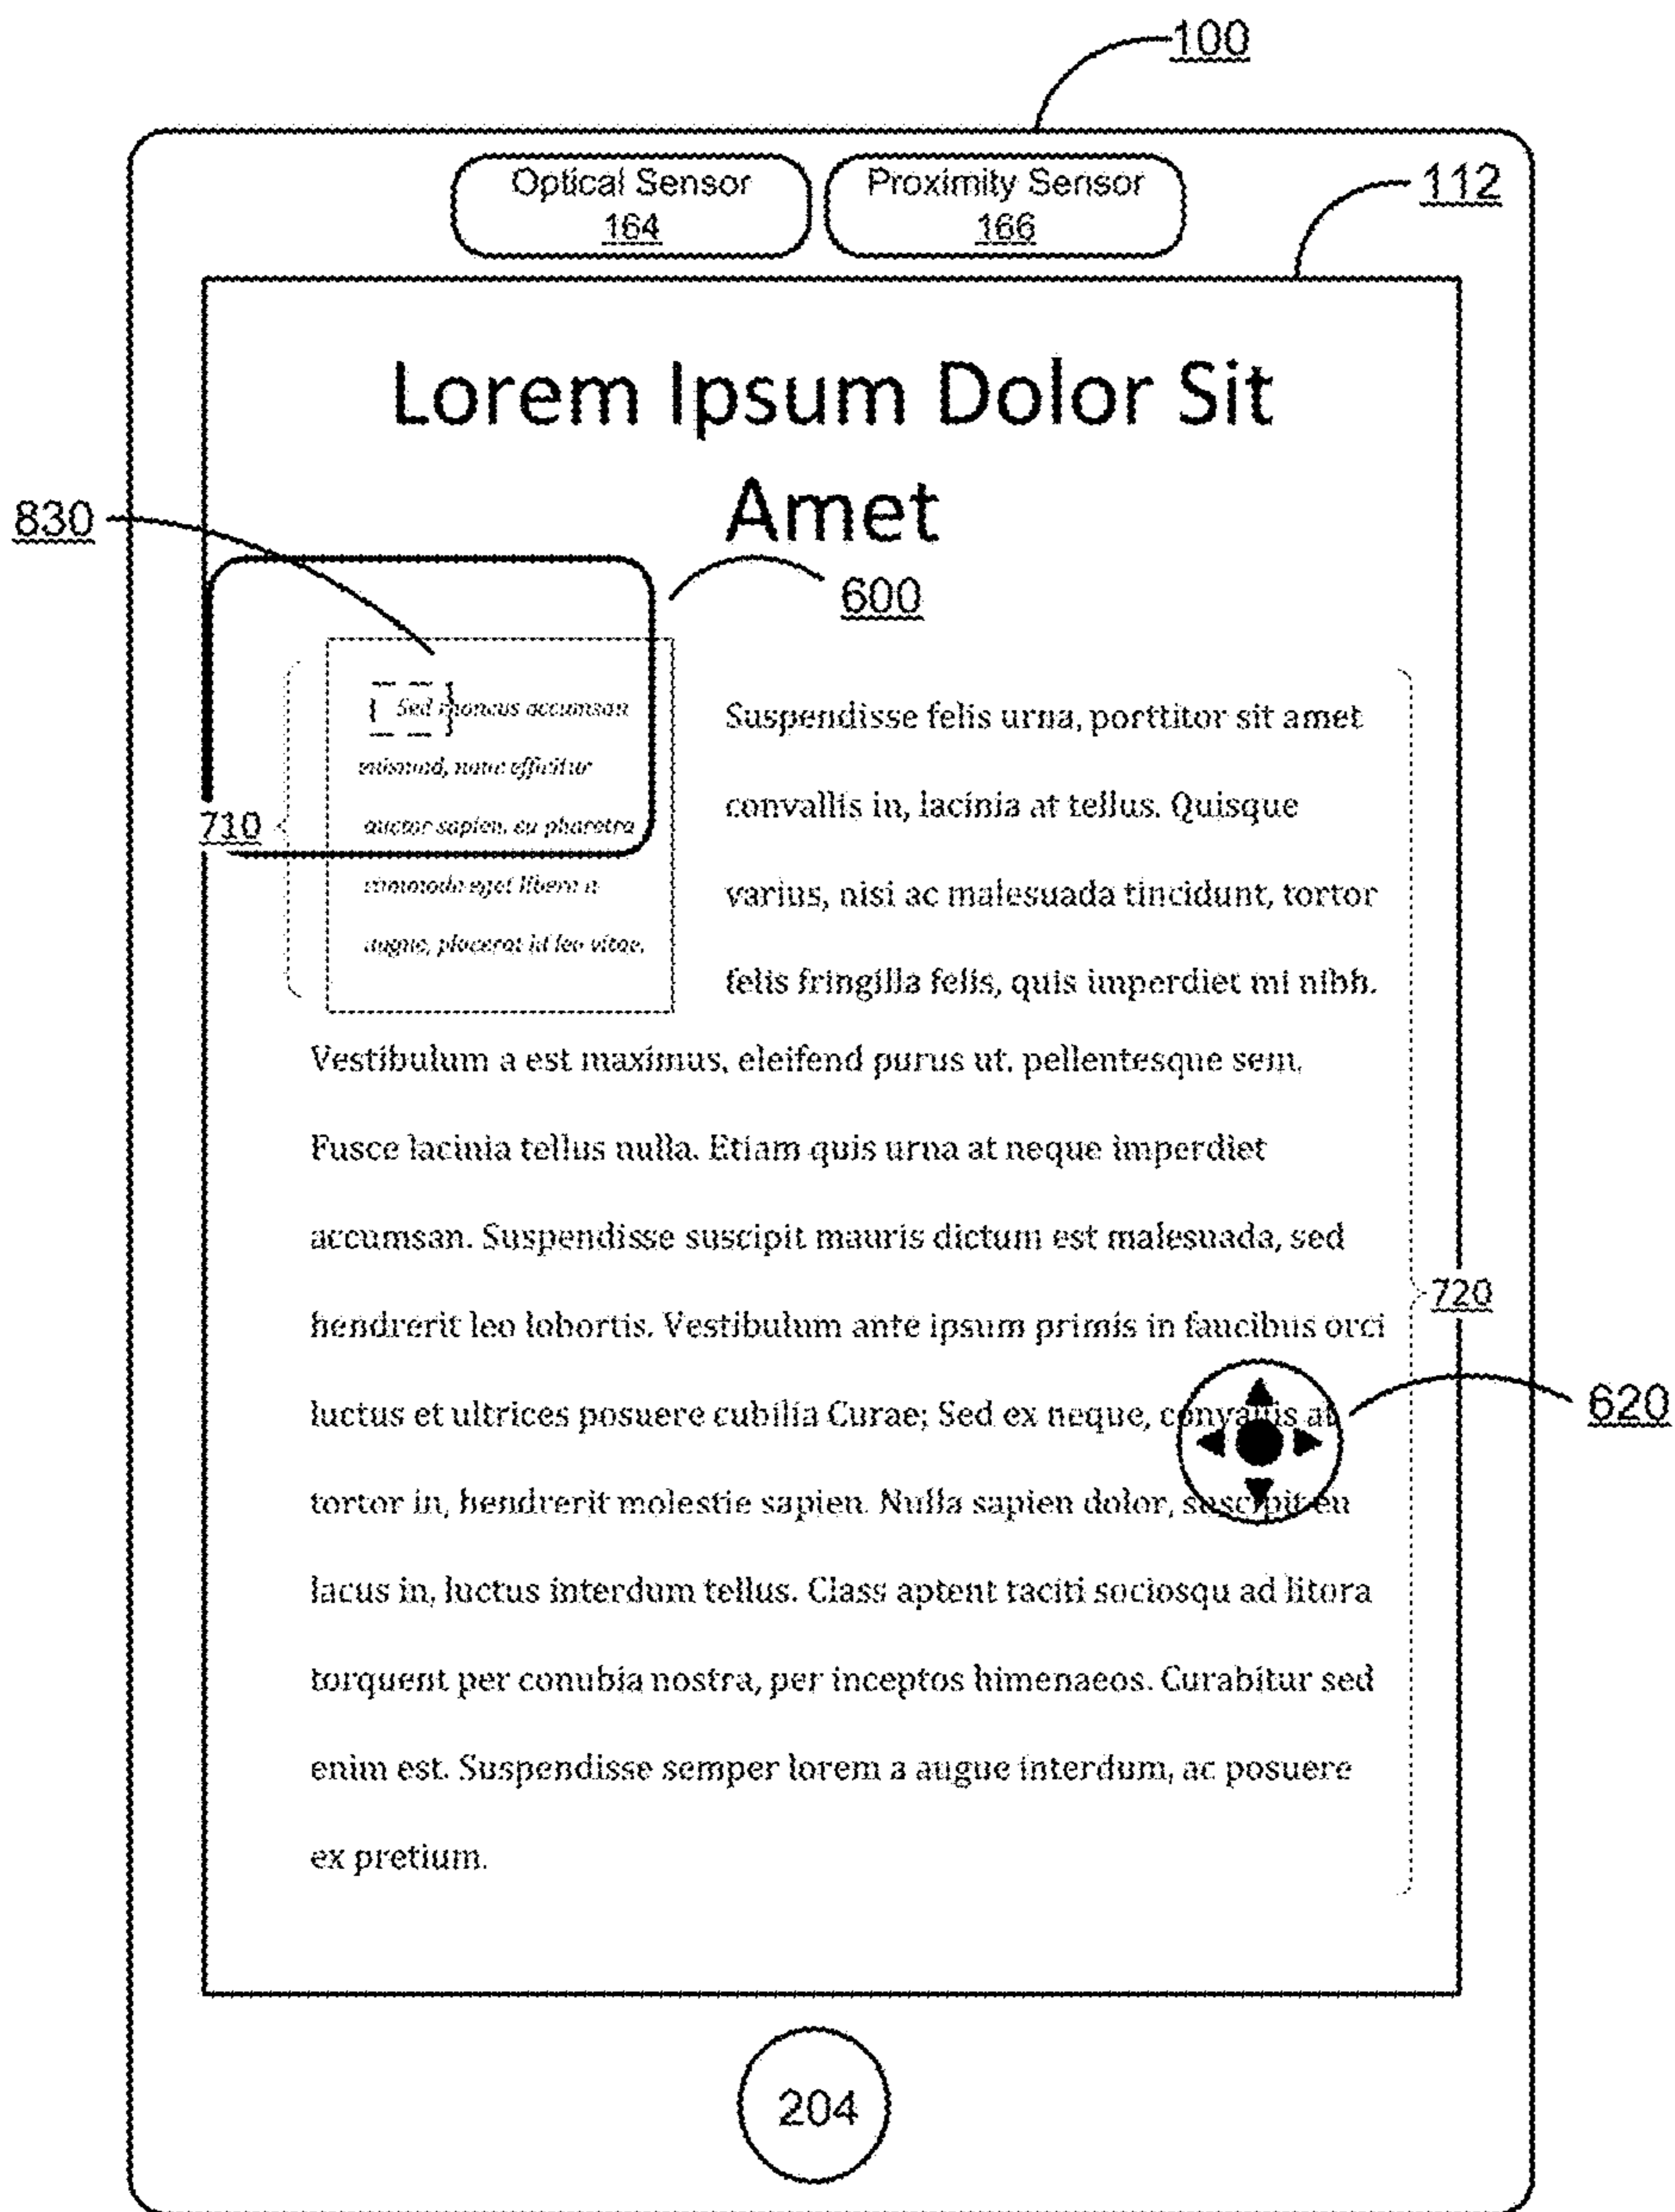 100
Optical Sensor
164
Proximity Sensor
166
112
Lorem Ipsum Dolor Sit
Amet
830
600
Sed rhoncus accumsan
euismod, nunc efficitur
auctor sapien, eu pharetra
710
commodo eget libero a
augue, placerat id leo vitae,
Suspendisse felis urna, porttitor sit amet
convallis in, lacinia at tellus. Quisque
varius, nisi ac malesuada tincidunt, tortor
felis fringilla felis, quis imperdiet mi nibh.
Vestibulum a est maximus, eleifend purus ut, pellentesque sem.
Fusce lacinia tellus nulla. Etiam quis urna at neque imperdiet
accumsan. Suspendisse suscipit mauris dictum est malesuada, sed
720
hendrerit leo lobortis. Vestibulum ante ipsum primis in faucibus orci
luctus et ultrices posuere cubilia Curae; Sed ex neque, convallis at
620
tortor in, hendrerit molestie sapien. Nulla sapien dolor, suscipit eu
lacus in, luctus interdum tellus. Class aptent taciti sociosqu ad litora
torquent per conubia nostra, per inceptos himenaeos. Curabitur sed
enim est. Suspendisse semper lorem a augue interdum, ac posuere
ex pretium.
204